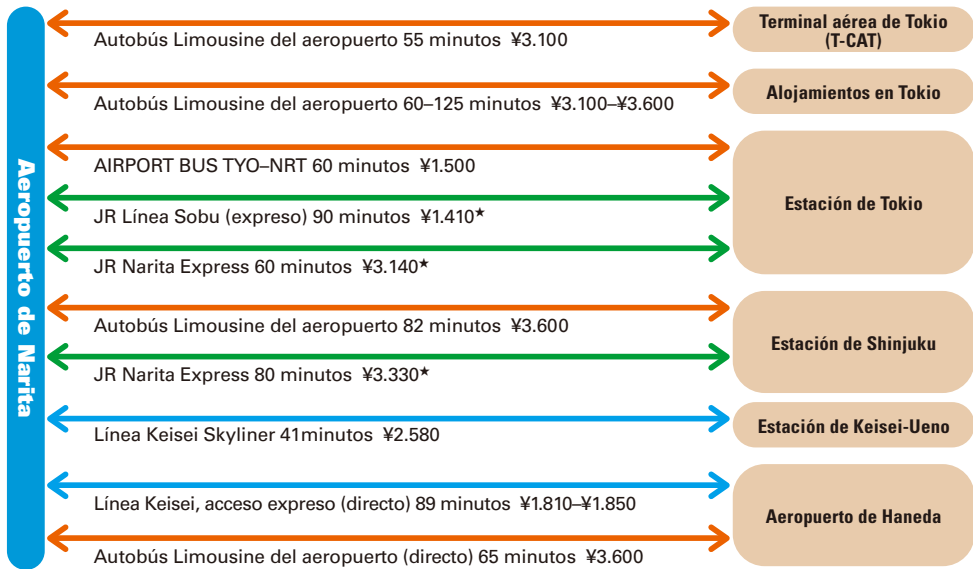 Aeropuerto de Narita
Autobús Limousine del aeropuerto 55 minutos ¥3.100
Terminal aérea de Tokio
(T-CAT)
Autobús Limousine del aeropuerto 60–125 minutos ¥3.100–¥3.600
Alojamientos en Tokio
AIRPORT BUS TYO–NRT 60 minutos ¥1.500
JR Línea Sobu (expreso) 90 minutos ¥1.410★
JR Narita Express 60 minutos ¥3.140★
Estación de Tokio
Autobús Limousine del aeropuerto 82 minutos ¥3.600
JR Narita Express 80 minutos ¥3.330★
Estación de Shinjuku
Línea Keisei Skyliner 41minutos ¥2.580
Estación de Keisei-Ueno
Línea Keisei, acceso expreso (directo) 89 minutos ¥1.810–¥1.850
Autobús Limousine del aeropuerto (directo) 65 minutos ¥3.600
Aeropuerto de Haneda